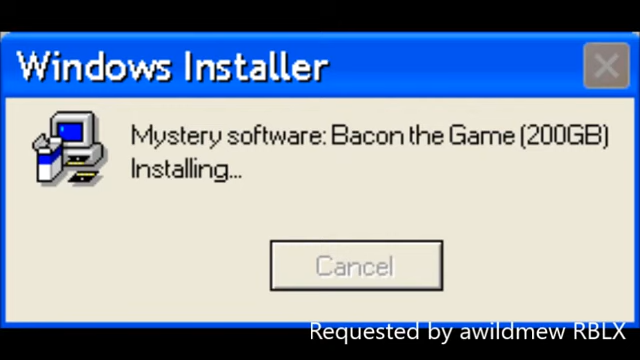 Windows Installer
Mystery software: Bacon the Game (200GB)
Installing...
Cancel
Requested by awildmew RBLX